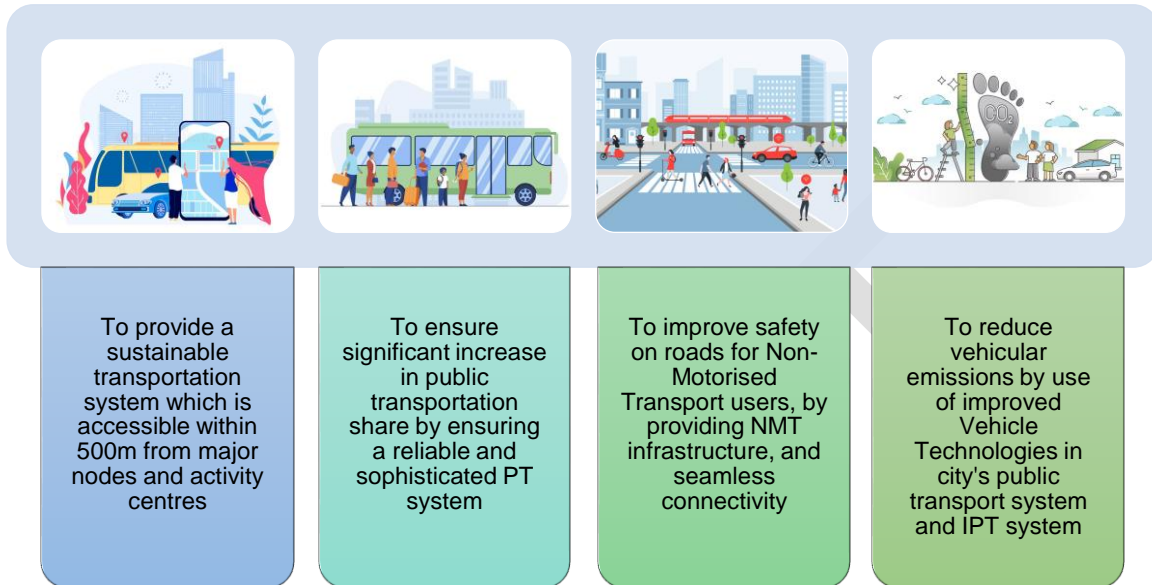 CO2
To provide a
sustainable
transportation
system which is
accessible within
500m from major
nodes and activity
centres
To ensure
significant increase
in public
transportation
share by ensuring
a reliable and
sophisticated PT
system
To improve safety
on roads for Non-
Motorised
Transport users, by
providing NMT
infrastructure, and
seamless
connectivity
To reduce
vehicular
emissions by use
of improved
Vehicle
Technologies in
city's public
transport system
and IPT system